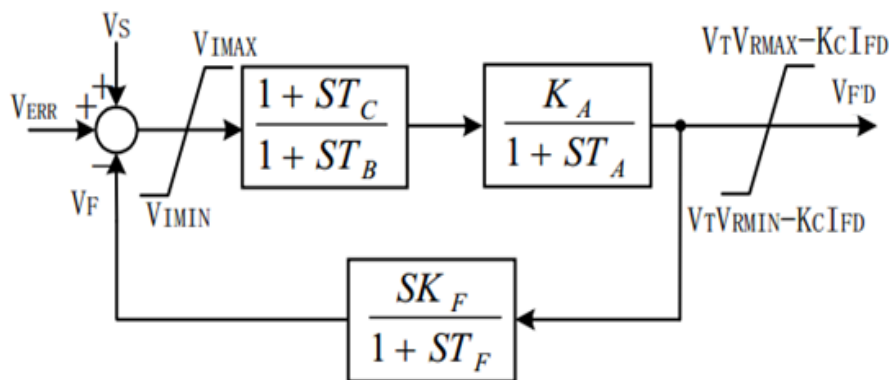 VS
VIMAX
VTVRMAX-KCIFD
VERR
+
+
−
1 + STC
1 + STB
KA
1 + STA
VF'D
VF
VIMIN
VTVRMIN-KCIFD
SKF
1 + STF